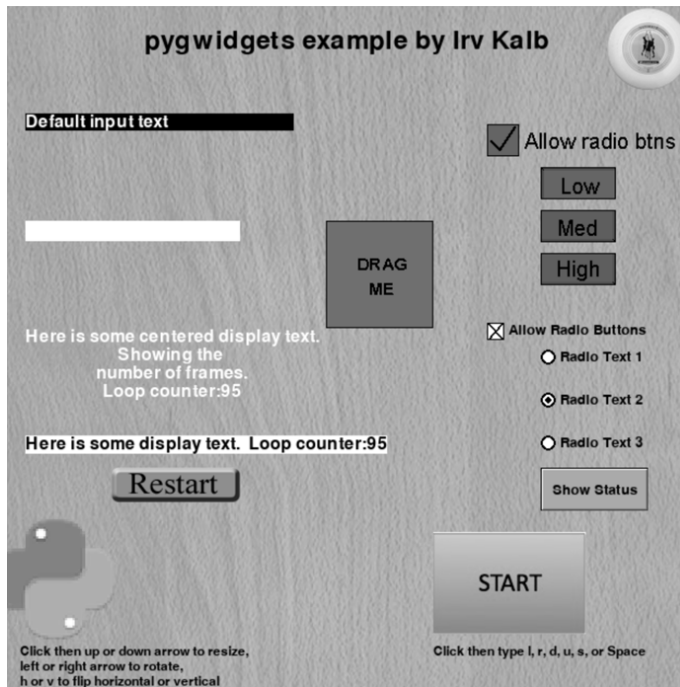 pygwidgets example by Irv Kalb
Default input text
Allow radio btns
Low
Med
High
DRAG
ME
Here is some centered display text.
Showing the
number of frames.
Loop counter:95
Allow Radio Buttons
Radio Text 1
Radio Text 2
Radio Text 3
Here is some display text.  Loop counter:95
Restart
Show Status
START
Click then up or down arrow to resize,
left or right arrow to rotate,
h or v to flip horizontal or vertical
Click then type l, r, d, u, s, or Space